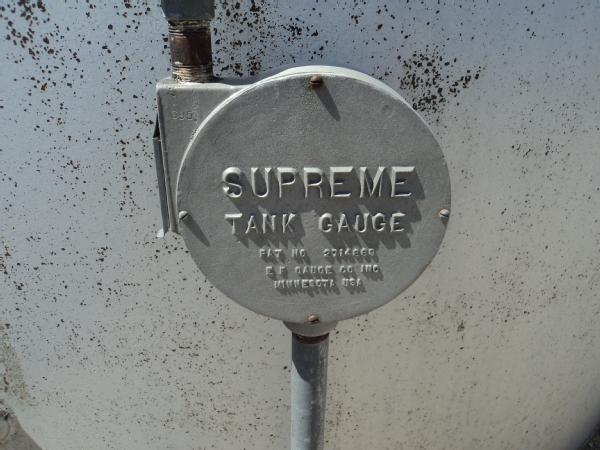 SUPREME
TANK GAUGE
PAT NO.
E F GAUGE CO INC
MINNESOTA USA